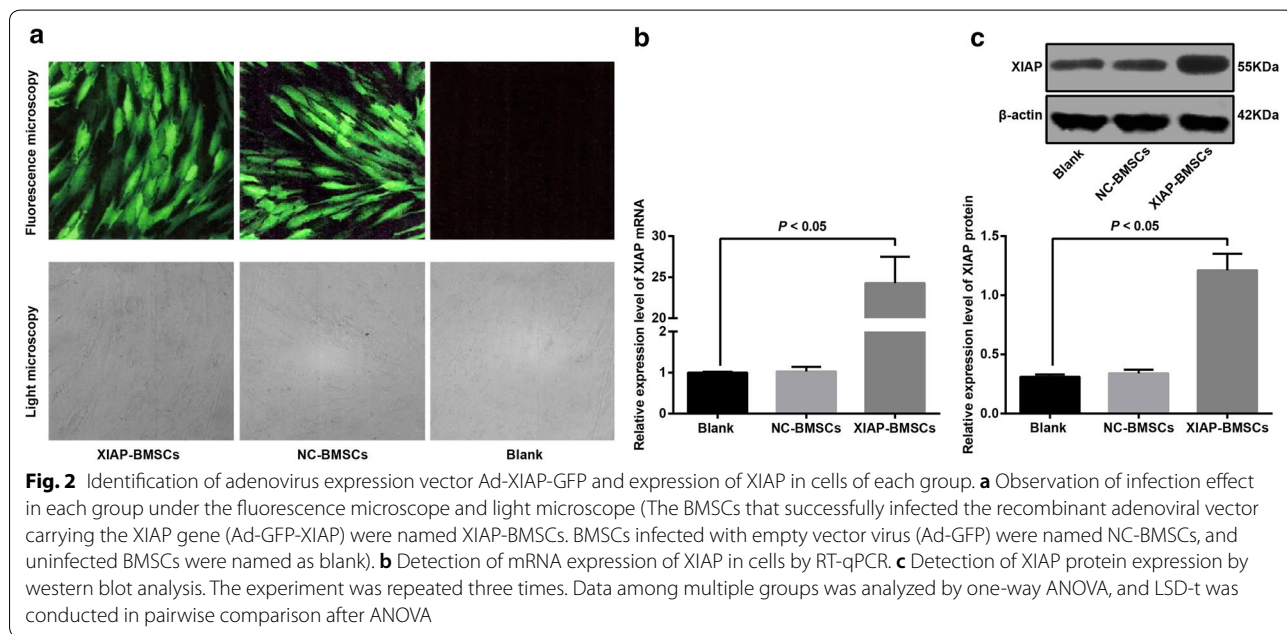 a
Fluorescence microscopy
Light microscopy
XIAP-BMSCs NC-BMSCs Blank
b
Relative expression level of XIAP mRNA
P < 0.05
30
25
20
2
1
0
Blank NC-BMSCs XIAP-BMSCs
c
XIAP 55KDa
β-actin 42KDa
Blank NC-BMSCs XIAP-BMSCs
Relative expression level of XIAP protein
P < 0.05
1.5
1.0
0.5
0.0
Blank NC-BMSCs XIAP-BMSCs
Fig. 2 Identification of adenovirus expression vector Ad-XIAP-GFP and expression of XIAP in cells of each group. a Observation of infection effect
in each group under the fluorescence microscope and light microscope (The BMSCs that successfully infected the recombinant adenoviral vector
carrying the XIAP gene (Ad-GFP-XIAP) were named XIAP-BMSCs. BMSCs infected with empty vector virus (Ad-GFP) were named NC-BMSCs, and
uninfected BMSCs were named as blank). b Detection of mRNA expression of XIAP in cells by RT-qPCR. c Detection of XIAP protein expression by
western blot analysis. The experiment was repeated three times. Data among multiple groups was analyzed by one-way ANOVA, and LSD-t was
conducted in pairwise comparison after ANOVA